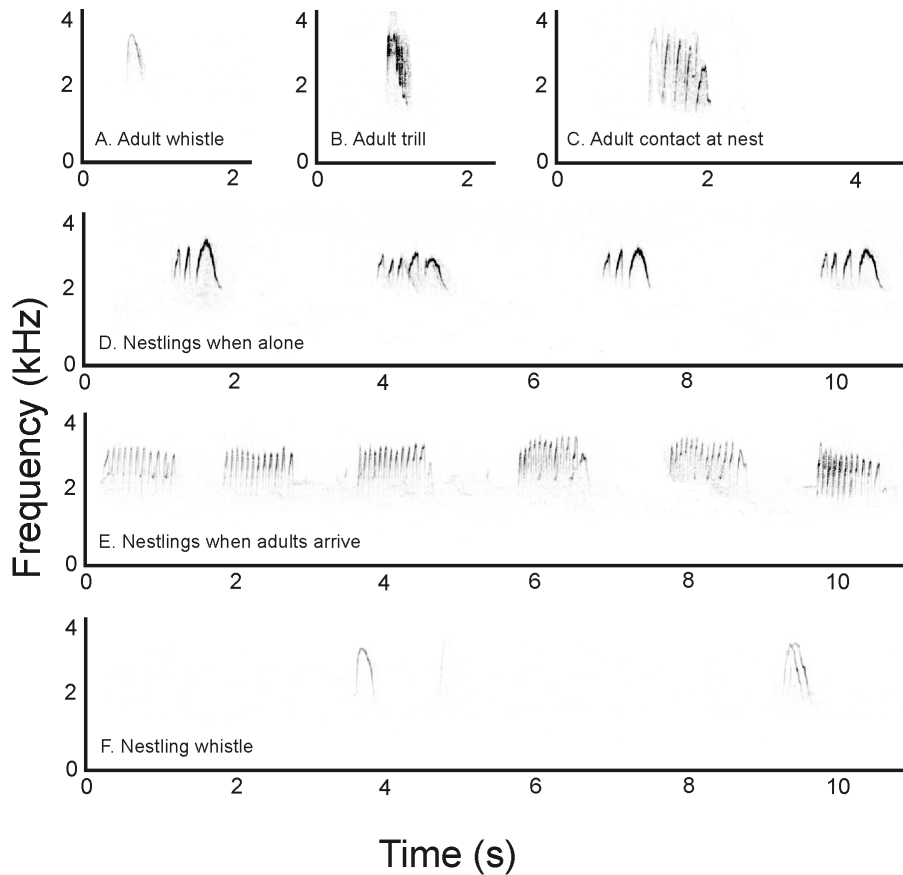 4
2
0
A. Adult whistle
0 2
4
2
0
B. Adult trill
0 2
4
2
0
C. Adult contact at nest
0 2 4
Frequency (kHz)
4
2
0
D. Nestlings when alone
0 2 4 6 8 10
4
2
0
E. Nestlings when adults arrive
0 2 4 6 8 10
4
2
0
F. Nestling whistle
0 2 4 6 8 10
Time (s)